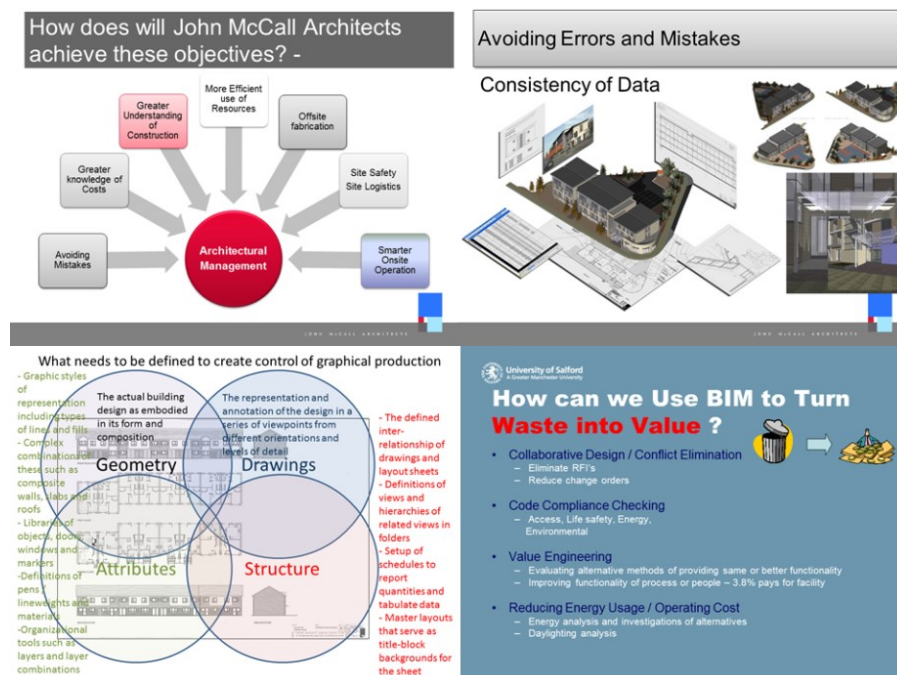 How does will John McCall Architects
achieve these objectives? -
Avoiding
Mistakes
Greater
knowledge of
Costs
Greater
Understanding
of
Construction
More Efficient
use of
Resources
Offsite
fabrication
Site Safety
Site Logistics
Smarter
Onsite
Operation
Architectural
Management
JOHN McCALL ARCHITECTS
Avoiding Errors and Mistakes
Consistency of Data
JOHN McCALL ARCHITECTS
What needs to be defined to create control of graphical production
- Graphic styles
of
representation
including types
of lines and fills
- Complex
combinations of
these such as
composite
walls, slabs and
roofs
- Libraries of
objects, doors
windows and
markers
-Definitions of
pens /
lineweights and
materials
-Organizational
tools such as
layers and layer
combinations
The actual building
design as embodied
in its form and
composition
Geometry
The representation and
annotation of the design in a
series of viewpoints from
different orientations and
levels of detail
Drawings
Attributes
Structure
- The defined
inter-
relationship of
drawings and
layout sheets
- Definitions of
views and
hierarchies of
related views in
folders
- Setup of
schedules to
report
quantities and
tabulate data
- Master layouts
that serve as
title-block
backgrounds for
the sheet
University of Salford
A Greater Manchester University
How can we Use BIM to Turn
Waste into Value ?
• Collaborative Design / Conflict Elimination
– Eliminate RFI's
– Reduce change orders
• Code Compliance Checking
– Access, Life safety, Energy,
Environmental
• Value Engineering
– Evaluating alternative methods of providing same or better functionality
– Improving functionality of process or people – 3.8% pays for facility
• Reducing Energy Usage / Operating Cost
– Energy analysis and investigations of alternatives
– Daylighting analysis